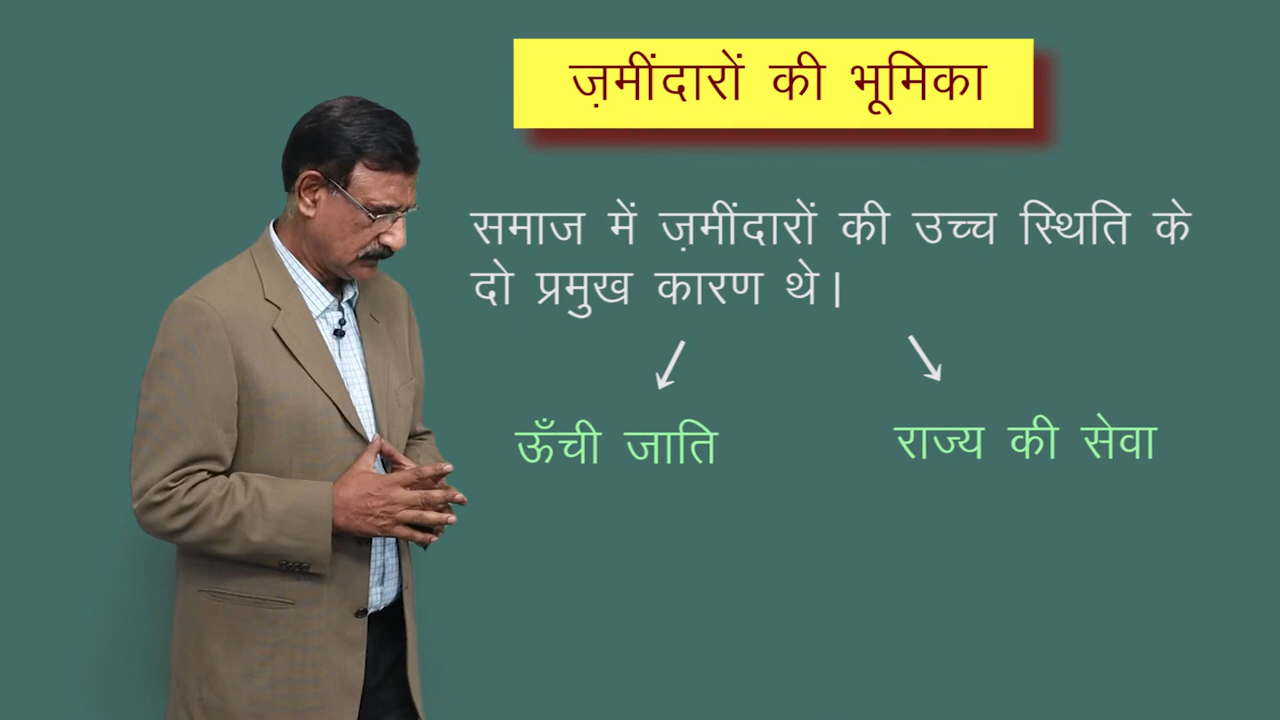 ज़मींदारों की भूमिका
समाज में ज़मींदारों की उच्च स्थिति के
दो प्रमुख कारण थे।
ऊँची जाति
राज्य की सेवा